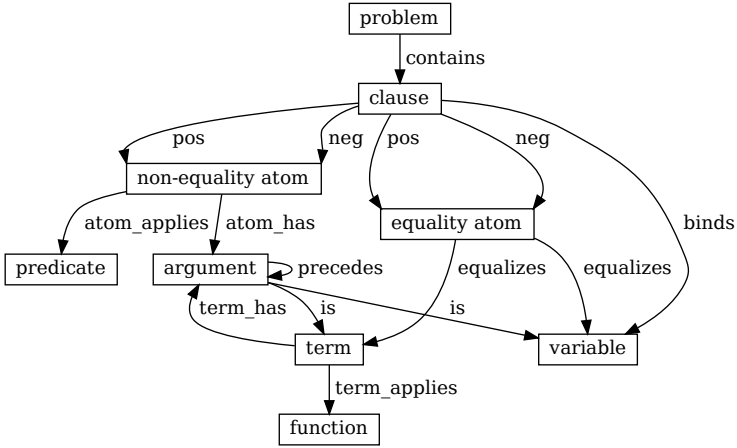 problem
contains
clause
pos
neg
pos
neg
non-equality atom
atom_applies
atom_has
equality atom
binds
predicate
argument
precedes
equalizes
equalizes
term_has
is
is
term
variable
term_applies
function